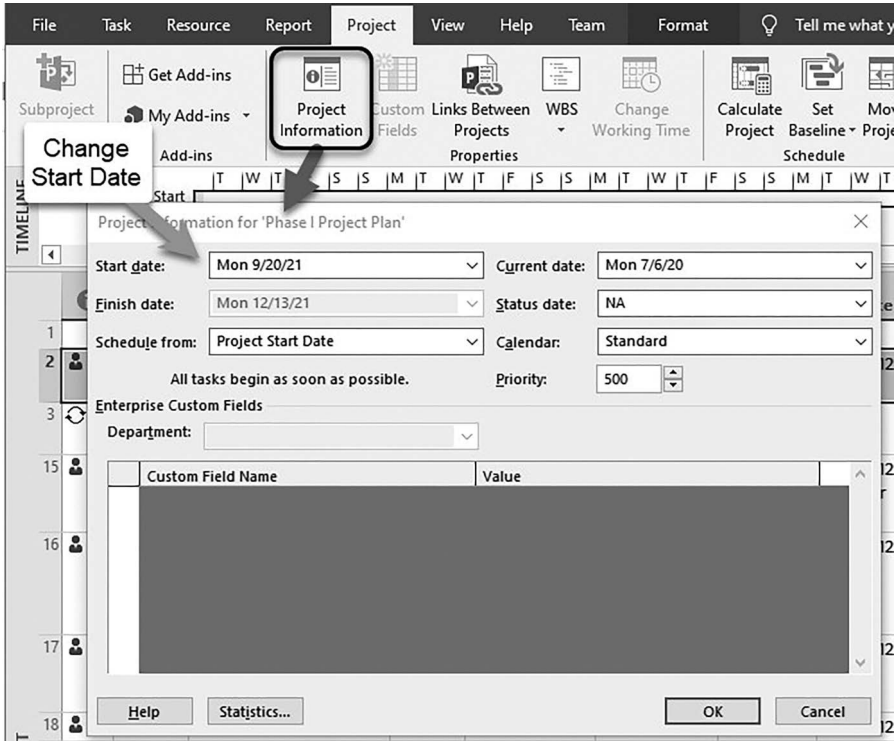 File Task Resource Report Project View Help Team Format Tell me what y
Subproject
Get Add-ins
My Add-ins
Add-ins
Project Information
Custom Fields
Links Between Projects
WBS
Change Working Time
Properties
Calculate Project
Set Baseline
Mov Proje
Schedule
Change
Start Date
TIMELINE
T W T F S S M T W T F S S M T W T F S S M T W T
Start
Project Information for 'Phase I Project Plan'
Start date: Mon 9/20/21 Current date: Mon 7/6/20
Finish date: Mon 12/13/21 Status date: NA
Schedule from: Project Start Date Calendar: Standard
All tasks begin as soon as possible. Priority: 500
Enterprise Custom Fields
Department:
Custom Field Name Value
Help Statistics... OK Cancel
1
2
3
15
16
17
18